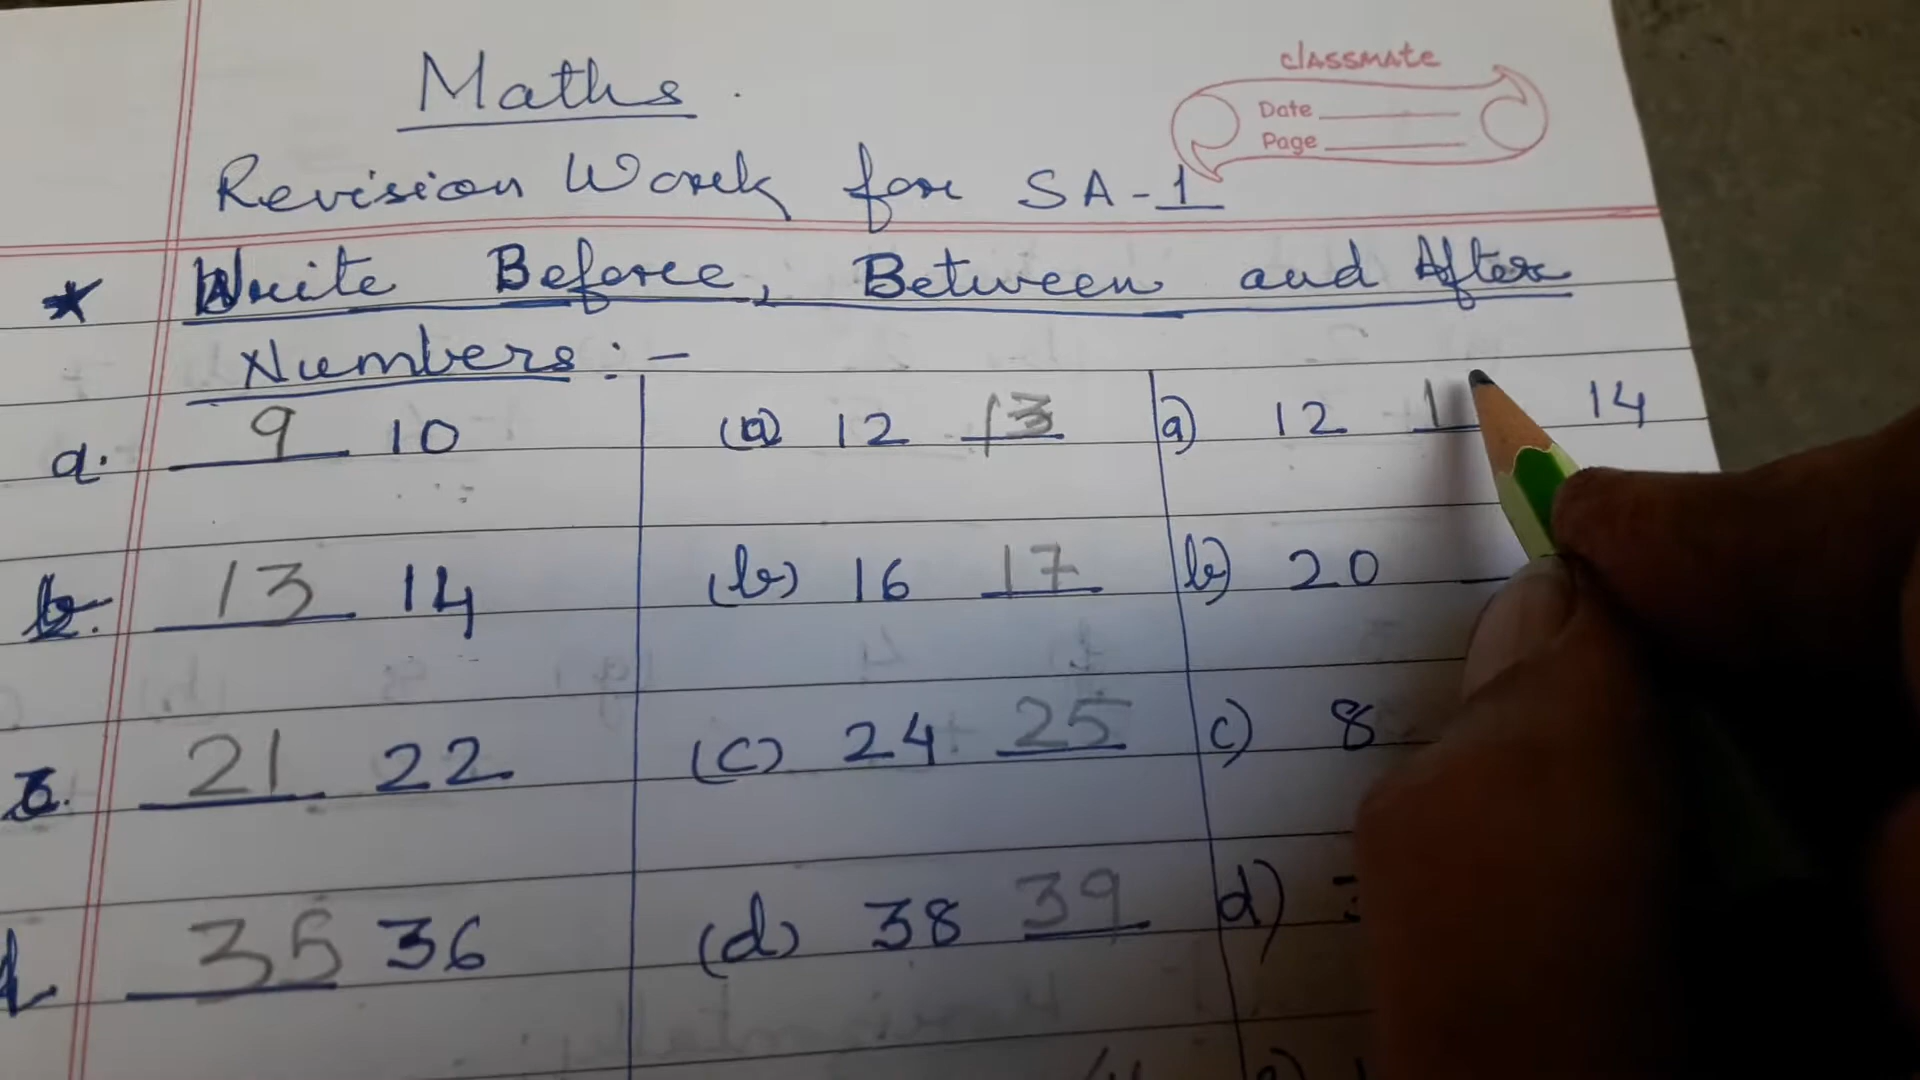 Maths.
classmate
Date
Page
Revision Work for SA-1
* Write Before, Between and After
Numbers:-
a. 9 10 (a) 12 13 a) 12 1 14
b. 13 14 (b) 16 17 b) 20
21 22 (c) 24 25 c) 8
35 36 (d) 38 39 d)